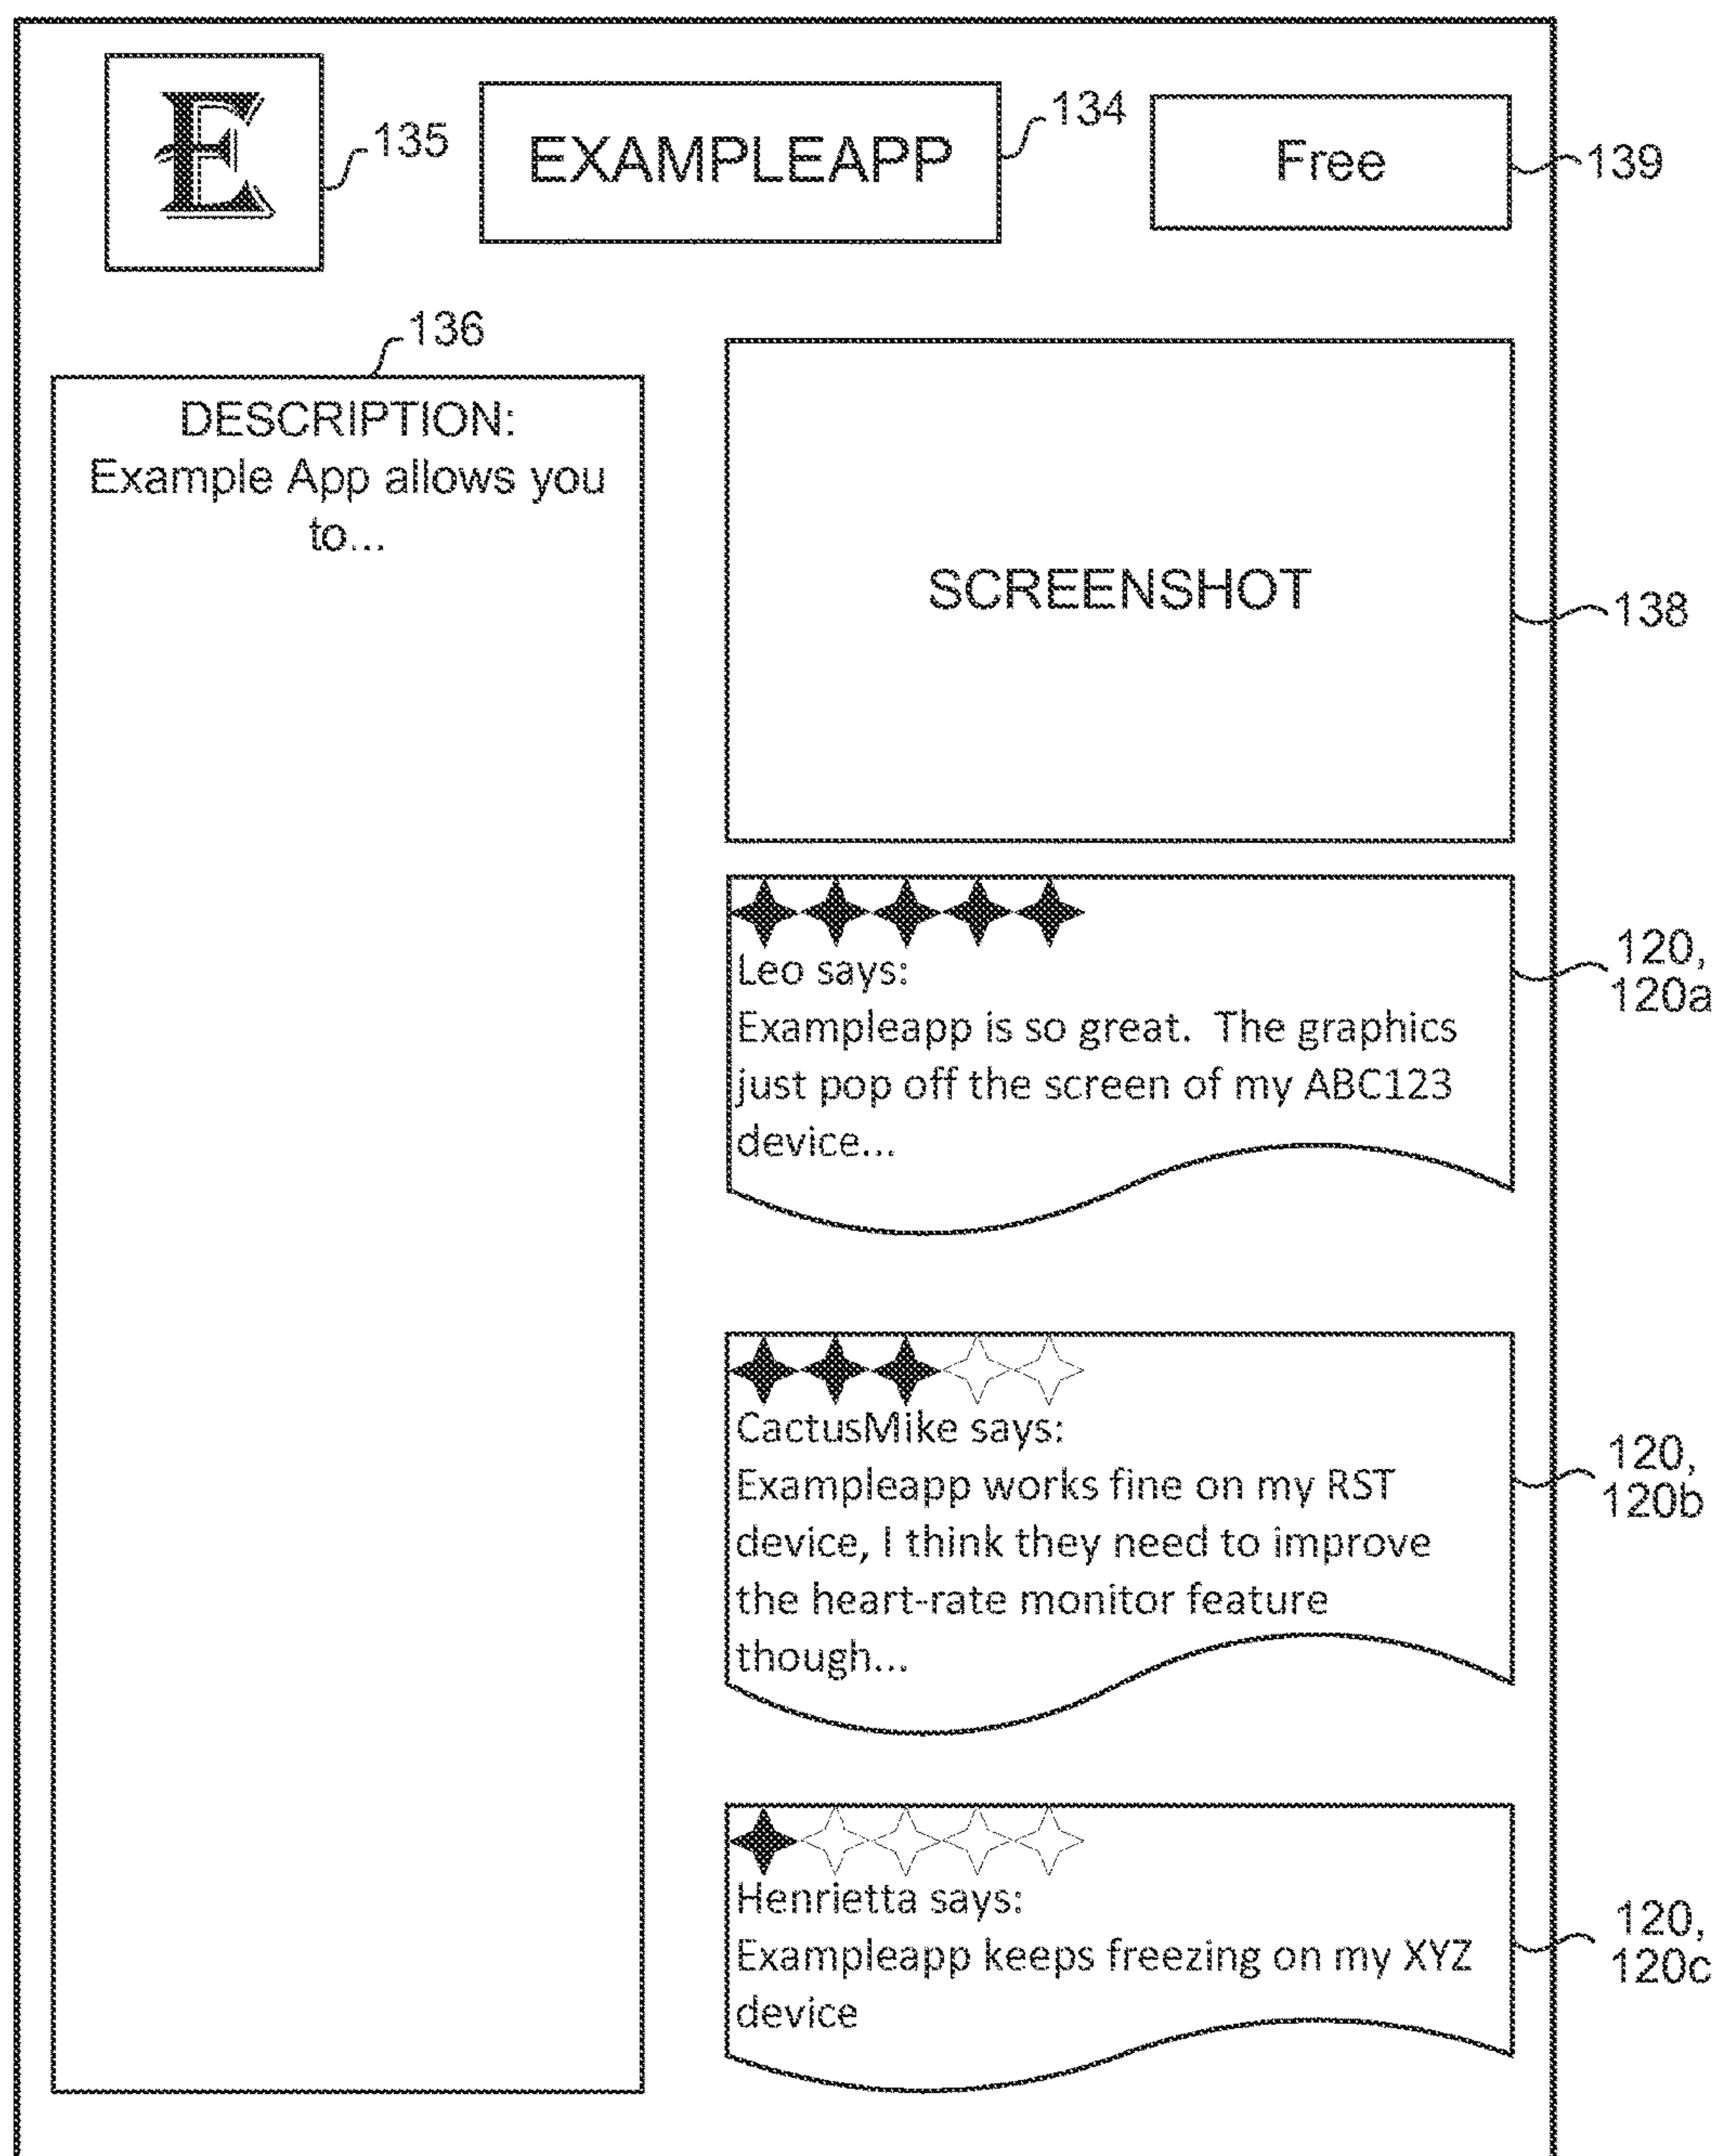 E
135
EXAMPLEAPP
134
Free
139
136
DESCRIPTION:
Example App allows you
to...
SCREENSHOT
138
Leo says:
Exampleapp is so great.  The graphics
just pop off the screen of my ABC123
device...
120,
120a
CactusMike says:
Exampleapp works fine on my RST
device, I think they need to improve
the heart-rate monitor feature
though...
120,
120b
Henrietta says:
Exampleapp keeps freezing on my XYZ
device
120,
120c